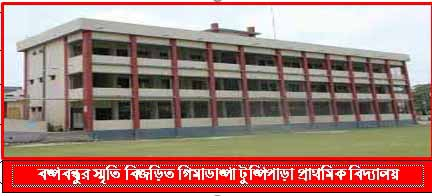 বঙ্গবন্ধুর স্মৃতি বিজড়িত গিমাডাঙ্গা টুঙ্গিপাড়া প্রাথমিক বিদ্যালয়